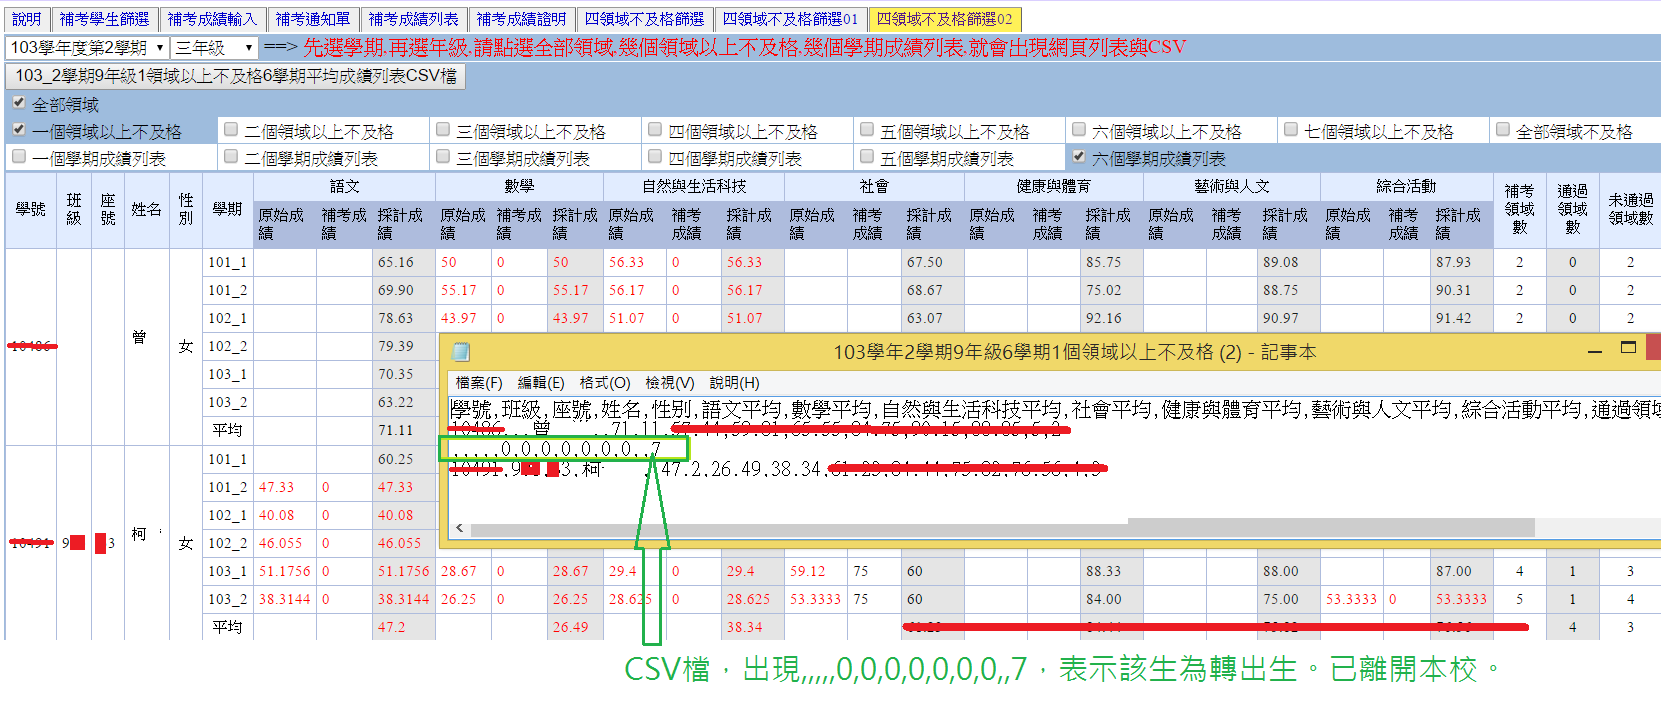 說明 補考學生篩選 補考成績輸入 補考通知單 補考成績列表 補考成績證明 四領域不及格篩選 四領域不及格篩選01 四領域不及格篩選02
103學年度第2學期 三年級 ==> 先選學期,再選年級,請點選全部領域,幾個領域以上不及格,幾個學期成績列表,就會出現網頁列表與CSV
103_2學期9年級1領域以上不及格6學期平均成績列表CSV檔
全部領域
一個領域以上不及格 二個領域以上不及格 三個領域以上不及格 四個領域以上不及格 五個領域以上不及格 六個領域以上不及格 七個領域以上不及格 全部領域不及格
一個學期成績列表 二個學期成績列表 三個學期成績列表 四個學期成績列表 五個學期成績列表 六個學期成績列表
學號 班級 座號 姓名 性別 學期 語文 數學 自然與生活科技 社會 健康與體育 藝術與人文 綜合活動 補考領域數 通過領域數 未通過領域數
原始成績 補考成績 採計成績 原始成績 補考成績 採計成績 原始成績 補考成績 採計成績 原始成績 補考成績 採計成績 原始成績 補考成績 採計成績 原始成績 補考成績 採計成績 原始成績 補考成績 採計成績
101_1 65.16 50 0 50 56.33 0 56.33 67.50 85.75 89.08 87.93 2 0 2
101_2 69.90 55.17 0 55.17 56.17 0 56.17 68.67 75.02 88.75 90.31 2 0 2
102_1 78.63 43.97 0 43.97 51.07 0 51.07 63.07 92.16 90.97 91.42 2 0 2
曾 女
102_2 79.39
103_1 70.35
103_2 63.22
平均 71.11
101_1 60.25
101_2 47.33 0 47.33
102_1 40.08 0 40.08
9 3 柯 女
102_2 46.055 0 46.055
103_1 51.1756 0 51.1756 28.67 0 28.67 29.4 0 29.4 59.12 75 60 88.33 88.00 87.00 4 1 3
103_2 38.3144 0 38.3144 26.25 0 26.25 28.625 0 28.625 53.3333 75 60 84.00 75.00 53.3333 0 53.3333 5 1 4
平均 47.2 26.49 38.34 4 3
103學年2學期9年級6學期1個領域以上不及格 (2) - 記事本
檔案(F) 編輯(E) 格式(O) 檢視(V) 說明(H)
學號,班級,座號,姓名,性別,語文平均,數學平均,自然與生活科技平均,社會平均,健康與體育平均,藝術與人文平均,綜合活動平均,通過領域
曾 71.11
,,,,,0,0,0,0,0,0,0,,7
柯 47.2,26.49,38.34,
CSV檔，出現,,,,,0,0,0,0,0,0,0,,7，表示該生為轉出生。已離開本校。